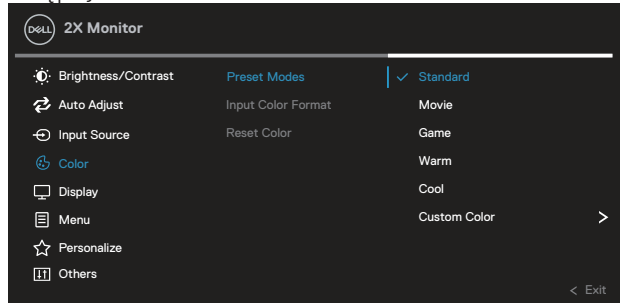 DELL 2X Monitor
Brightness/Contrast Preset Modes Standard
Auto Adjust Input Color Format Movie
Input Source Reset Color Game
Color Warm
Display Cool
Menu Custom Color >
Personalize
Others
< Exit